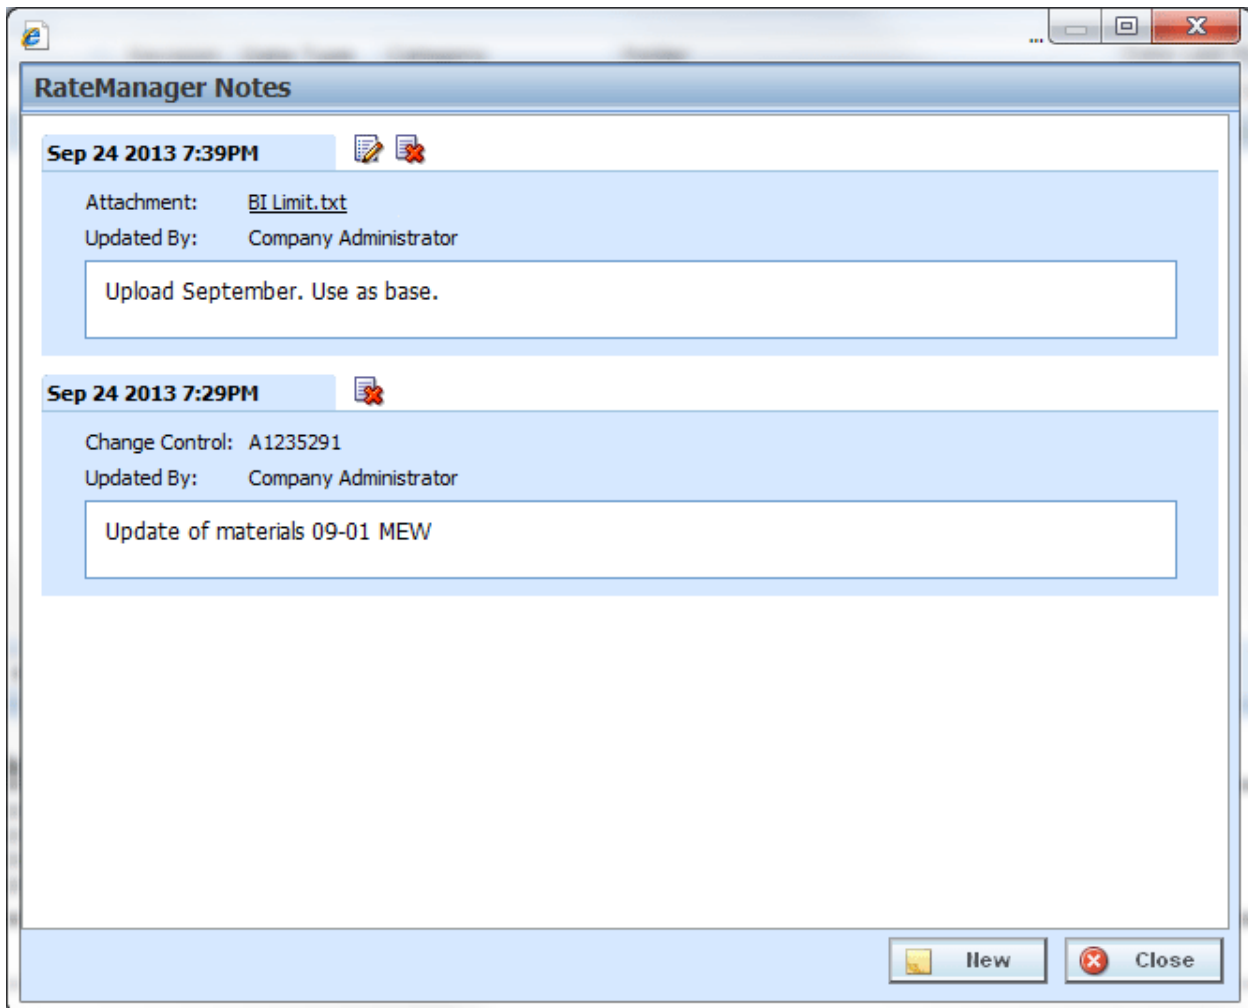 ...
RateManager Notes
Sep 24 2013 7:39PM
Attachment: BI Limit.txt
Updated By: Company Administrator
Upload September. Use as base.
Sep 24 2013 7:29PM
Change Control: A1235291
Updated By: Company Administrator
Update of materials 09-01 MEW
New Close